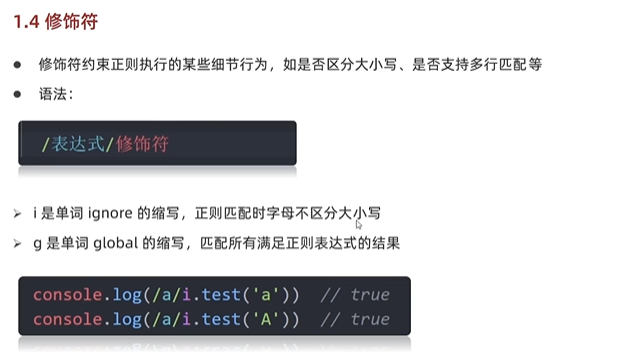 1.4 修饰符
● 修饰符约束正则执行的某些细节行为，如是否区分大小写、是否支持多行匹配等
● 语法：
/表达式/修饰符
➢ i 是单词 ignore 的缩写，正则匹配时字母不区分大小写
➢ g 是单词 global 的缩写，匹配所有满足正则表达式的结果
console.log(/a/i.test('a')) // true
console.log(/a/i.test('A')) // true